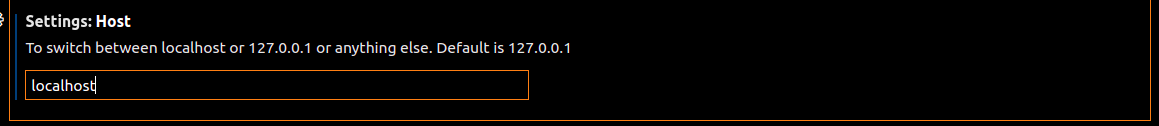 Settings: Host
To switch between localhost or 127.0.0.1 or anything else. Default is 127.0.0.1
localhost